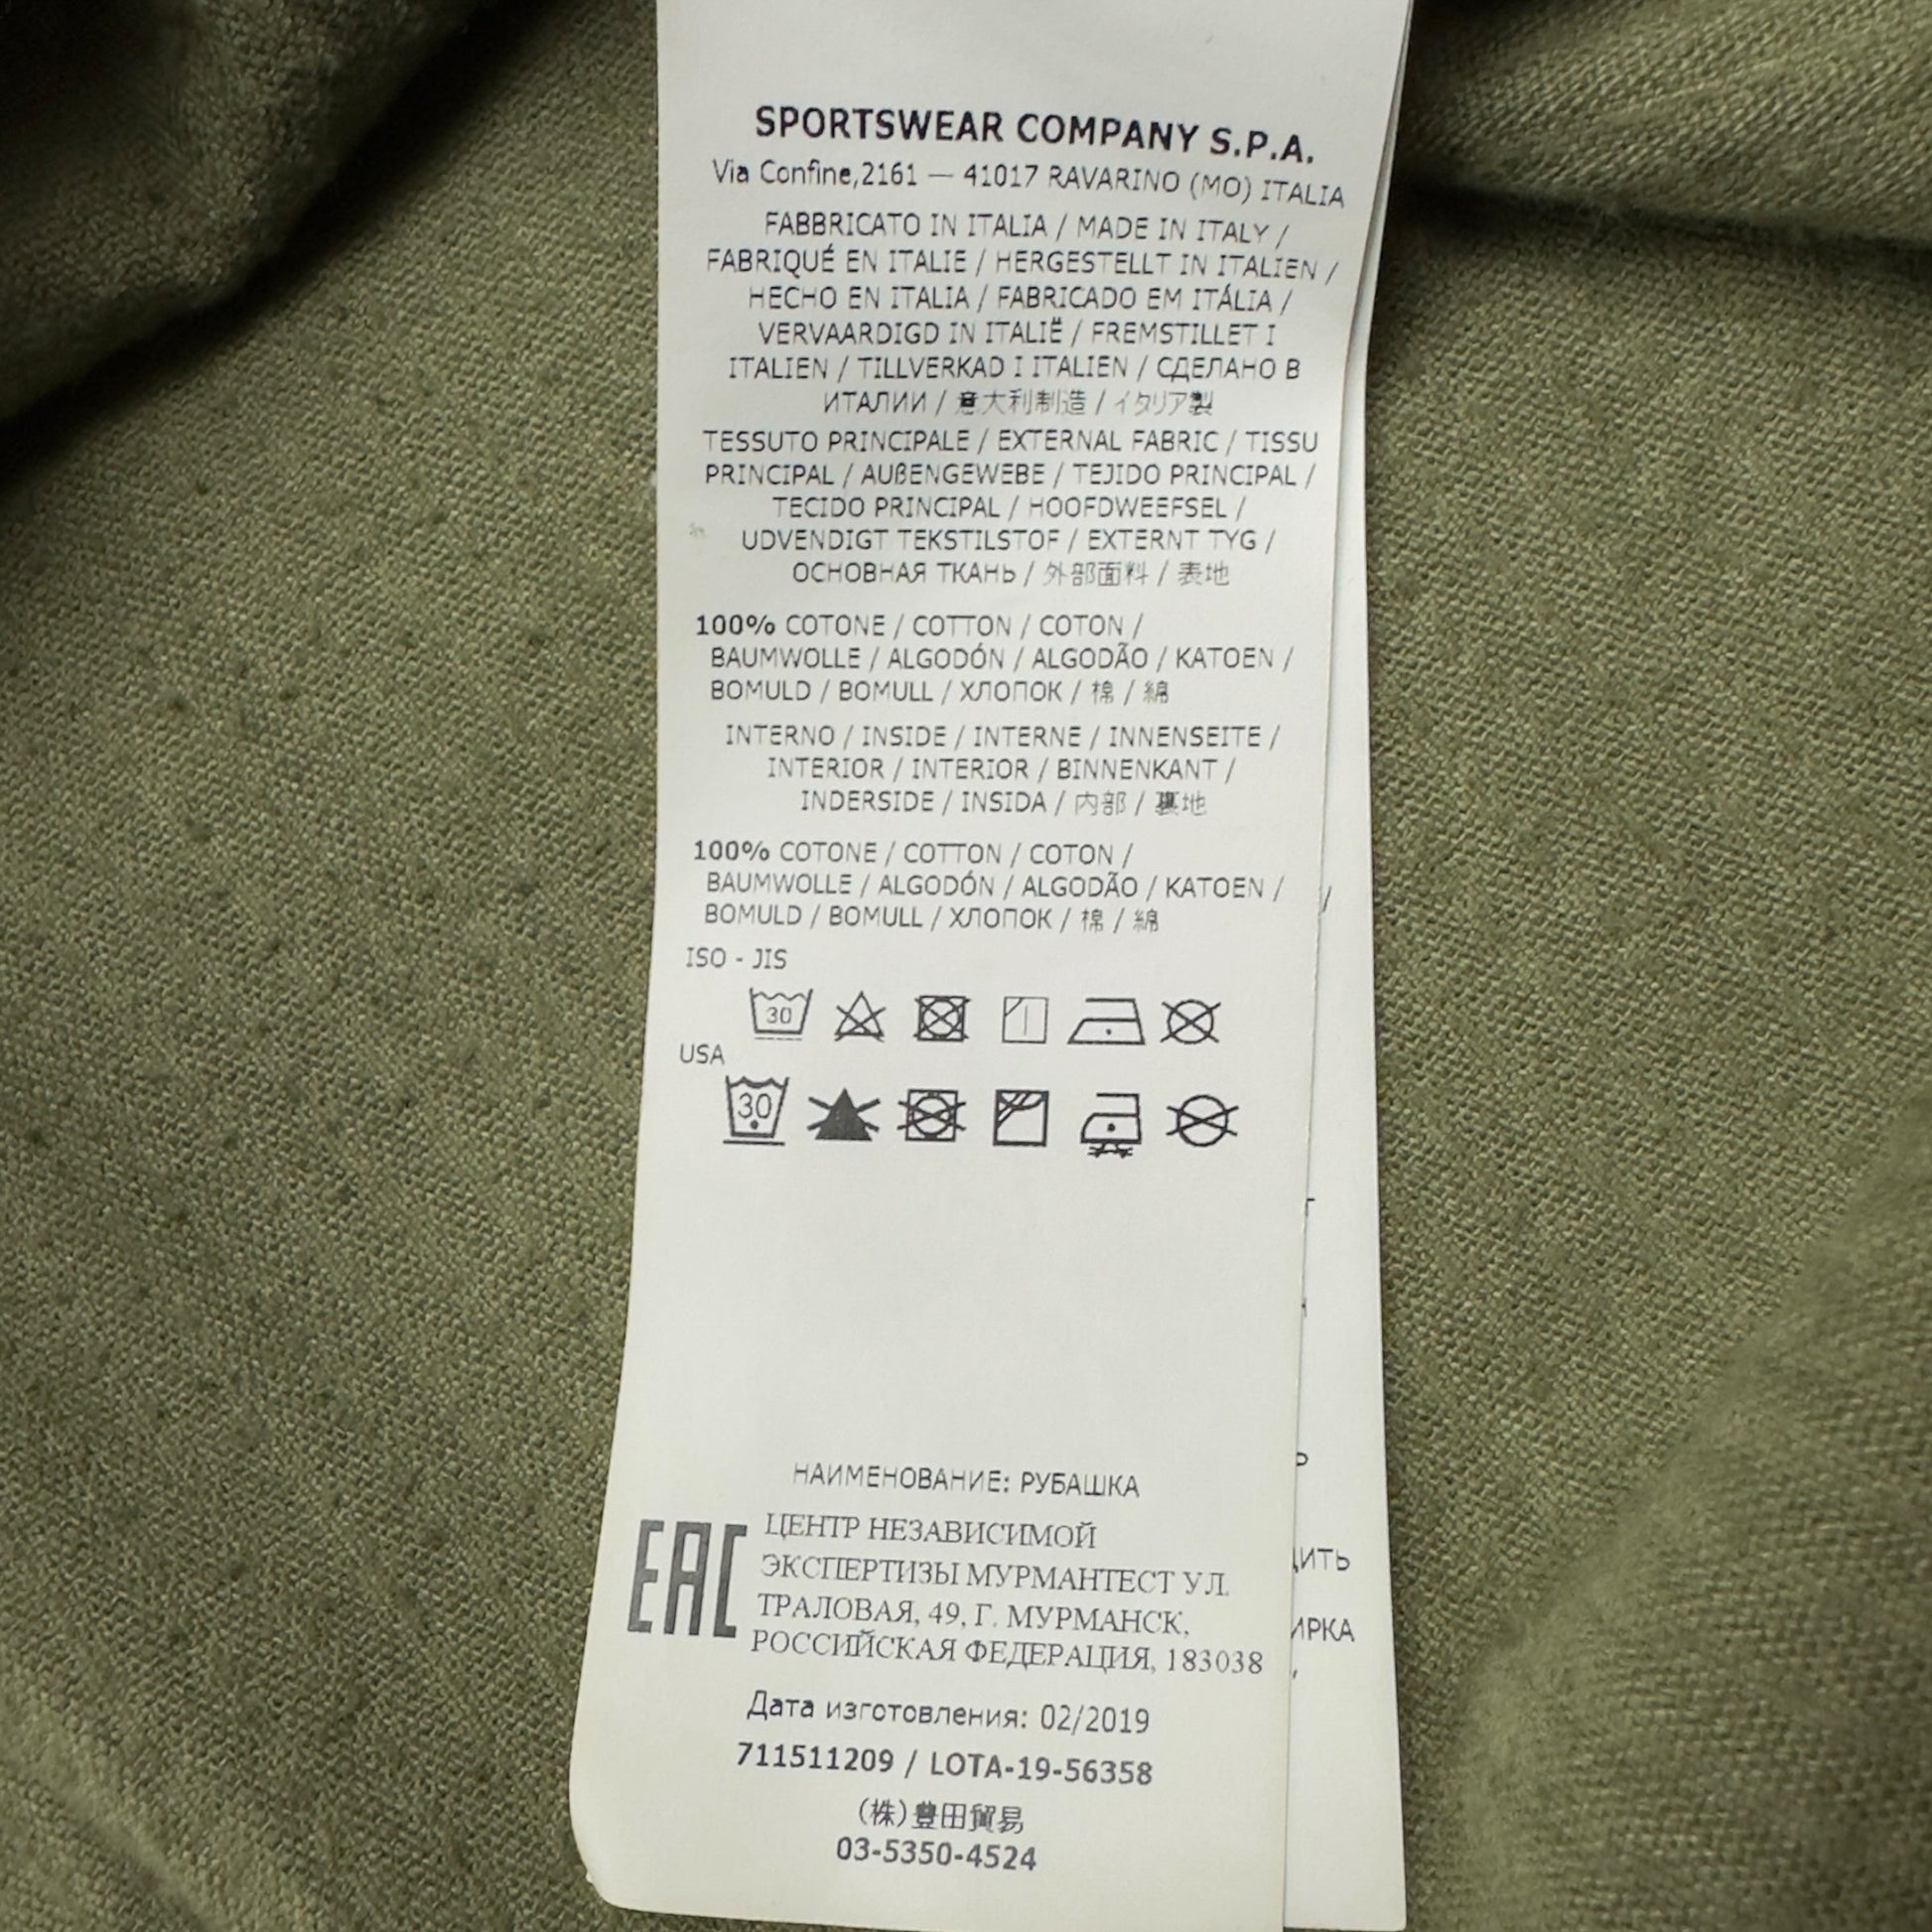 SPORTSWEAR COMPANY S.P.A.
Via Confine,2161 — 41017 RAVARINO (MO) ITALIA
FABBRICATO IN ITALIA / MADE IN ITALY /
FABRIQUÉ EN ITALIE / HERGESTELLT IN ITALIEN /
HECHO EN ITALIA / FABRICADO EM ITÁLIA /
VERVAARDIGD IN ITALIË / FREMSTILLET I
ITALIEN / TILLVERKAD I ITALIEN / СДЕЛАНО В
ИТАЛИИ / 意大利制造 / イタリア製
TESSUTO PRINCIPALE / EXTERNAL FABRIC / TISSU
PRINCIPAL / AUßENGEWEBE / TEJIDO PRINCIPAL /
TECIDO PRINCIPAL / HOOFDWEEFSEL /
UDVENDIGT TEKSTILSTOF / EXTERNT TYG /
ОСНОВНАЯ ТКАНЬ / 外部面料 / 表地
100% COTONE / COTTON / COTON /
BAUMWOLLE / ALGODÓN / ALGODÃO / KATOEN /
BOMULD / BOMULL / ХЛОПОК / 棉 / 綿
INTERNO / INSIDE / INTERNE / INNENSEITE /
INTERIOR / INTERIOR / BINNENKANT /
INDERSIDE / INSIDA / 内部 / 裏地
100% COTONE / COTTON / COTON /
BAUMWOLLE / ALGODÓN / ALGODÃO / KATOEN /
BOMULD / BOMULL / ХЛОПОК / 棉 / 綿
ISO - JIS
30
USA
30
НАИМЕНОВАНИЕ: РУБАШКА
EAC
ЦЕНТР НЕЗАВИСИМОЙ
ЭКСПЕРТИЗЫ МУРМАНТЕСТ УЛ.
ТРАЛОВАЯ, 49, Г. МУРМАНСК,
РОССИЙСКАЯ ФЕДЕРАЦИЯ, 183038
Дата изготовления: 02/2019
711511209 / LOTA-19-56358
(株)豊田貿易
03-5350-4524